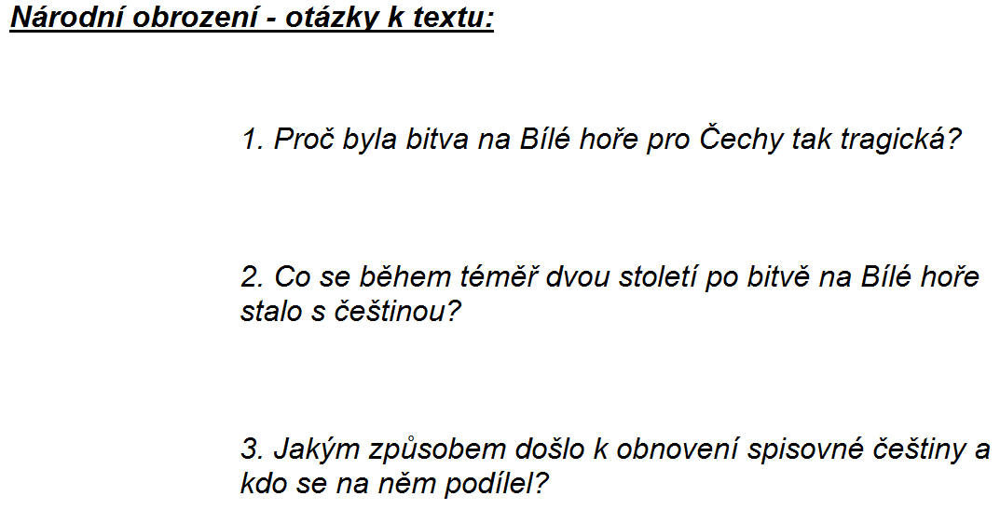 Národní obrození - otázky k textu:
1. Proč byla bitva na Bílé hoře pro Čechy tak tragická?
2. Co se během téměř dvou století po bitvě na Bílé hoře
stalo s češtinou?
3. Jakým způsobem došlo k obnovení spisovné češtiny a
kdo se na něm podílel?